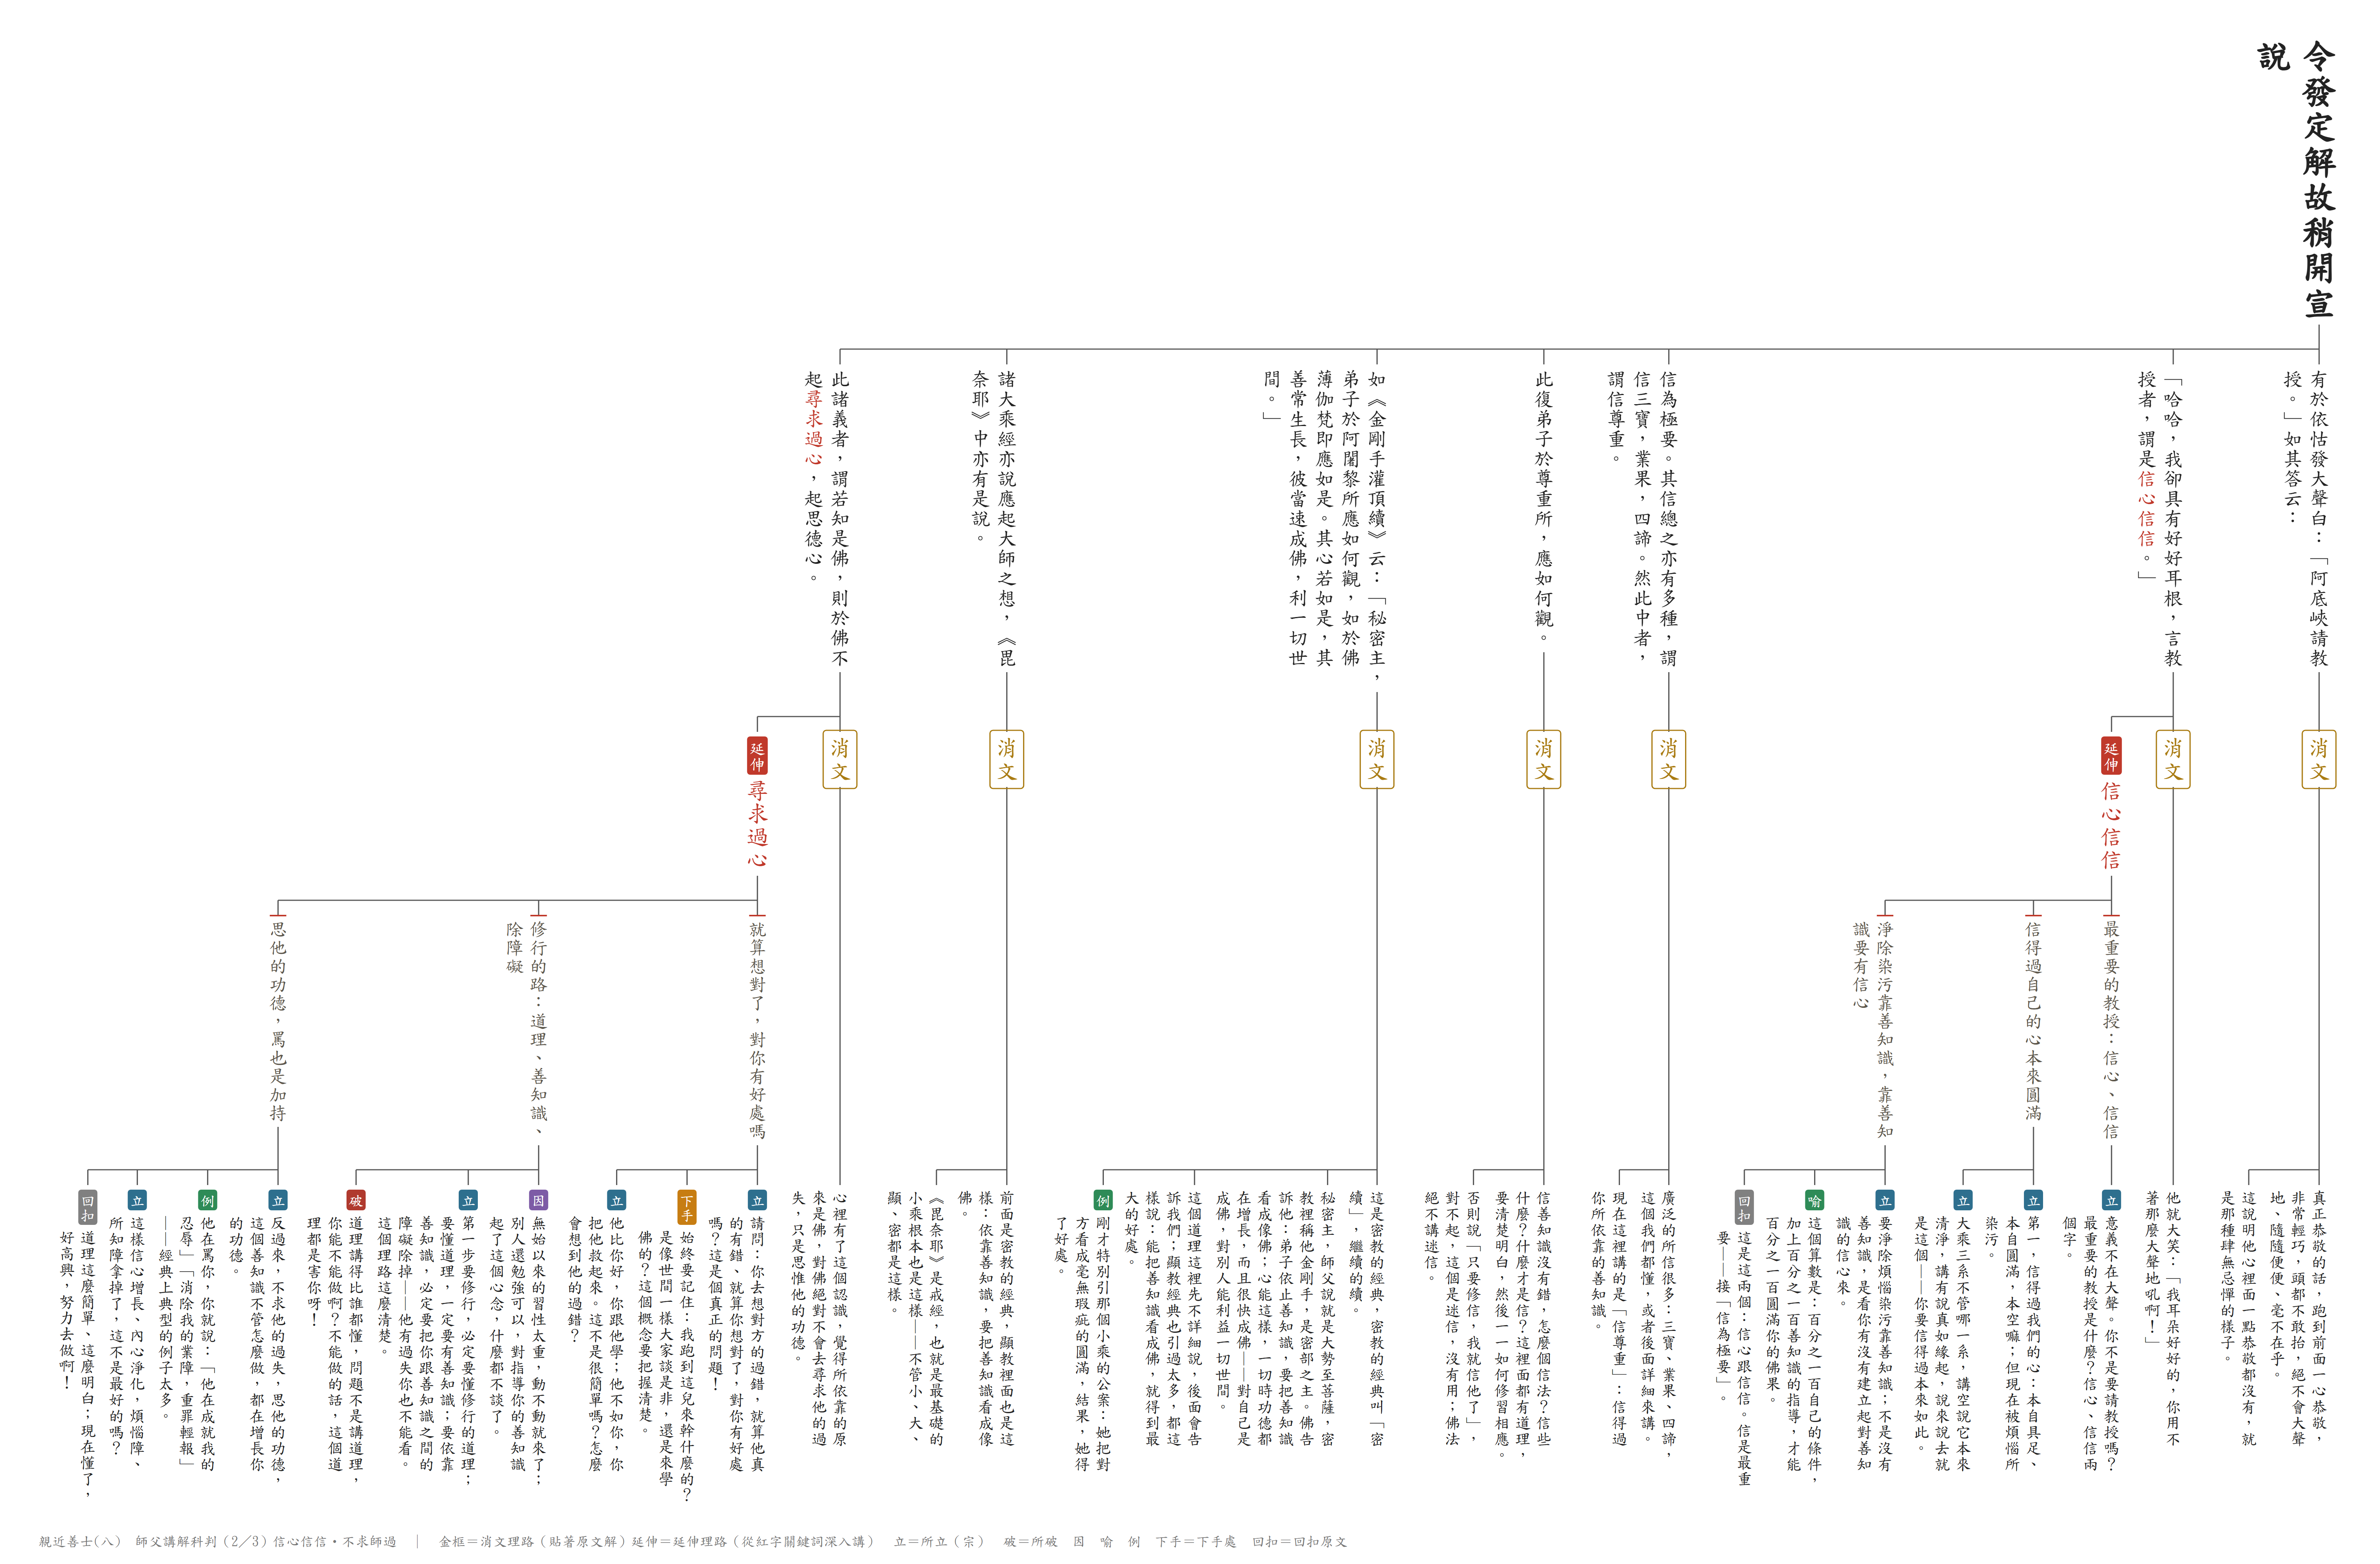 令發定解故稍開宣
說
有於依怙發大聲白：「阿底峽請教
授。」如其答云：
「哈哈，我卻具有好好耳根，言教
授者，謂是信心信信。」
信為極要。其信總之亦有多種，謂
信三寶，業果，四諦。然此中者，
謂信尊重。
此復弟子於尊重所，應如何觀。
如《金剛手灌頂續》云：「秘密主，
弟子於阿闍黎所應如何觀，如於佛
薄伽梵即應如是。其心若如是，其
善常生長，彼當速成佛，利一切世
間。」
諸大乘經亦說應起大師之想，《毘
奈耶》中亦有是說。
此諸義者，謂若知是佛，則於佛不
起尋求過心，起思德心。
消文
消文
延伸
信心信信
消文
消文
消文
消文
消文
延伸
尋求過心
最重要的教授：信心、信信
信得過自己的心本來圓滿
淨除染污靠善知識，靠善知
識要有信心
就算想對了，對你有好處嗎
修行的路：道理、善知識、
除障礙
思他的功德，罵也是加持
真正恭敬的話，跑到前面一心恭敬，
非常輕巧，頭都不敢抬，絕不會大聲
地、隨隨便便、毫不在乎。
這說明他心裡面一點恭敬都沒有，就
是那種肆無忌憚的樣子。
他就大笑：「我耳朵好好的，你用不
著那麼大聲地吼啊！」
立
意義不在大聲。你不是要請教授嗎？
最重要的教授是什麼？信心、信信兩
個字。
立
第一，信得過我們的心：本自具足、
本自圓滿，本空嘛；但現在被煩惱所
染污。
立
大乘三系不管哪一系，講空說它本來
清淨，講有說真如緣起，說來說去就
是這個——你要信得過本來如此。
立
要淨除煩惱染污靠善知識；不是沒有
善知識，是看你有沒有建立起對善知
識的信心來。
喻
這個算數是：百分之一百自己的條件，
加上百分之一百善知識的指導，才能
百分之一百圓滿你的佛果。
回扣
這是這兩個：信心跟信信。信是最重
要——接「信為極要」。
廣泛的所信很多：三寶、業果、四諦，
這個我們都懂，或者後面詳細來講。
現在這裡講的是「信尊重」：信得過
你所依靠的善知識。
信善知識沒有錯，怎麼個信法？信些
什麼？什麼才是信？這裡面都有道理，
要清楚明白，然後一一如何修習相應。
否則說「只要修信，我就信他了」，
對不起，這個是迷信，沒有用；佛法
絕不講迷信。
這是密教的經典，密教的經典叫「密
續」，繼續的續。
秘密主，師父說就是大勢至菩薩，密
教裡稱他金剛手，是密部之主。佛告
訴他：弟子依止善知識，要把善知識
看成像佛；心能這樣，一切時功德都
在增長，而且很快成佛——對自己是
成佛，對別人能利益一切世間。
這個道理這裡先不詳細說，後面會告
訴我們；顯教經典也引過太多，都這
樣說：能把善知識看成佛，就得到最
大的好處。
例
剛才特別引那個小乘的公案：她把對
方看成毫無瑕疵的圓滿，結果，她得
了好處。
前面是密教的經典，顯教裡面也是這
樣：依靠善知識，要把善知識看成像
佛。
《毘奈耶》是戒經，也就是最基礎的
小乘根本也是這樣——不管小、大、
顯、密都是這樣。
心裡有了這個認識，覺得所依靠的原
來是佛，對佛絕對不會去尋求他的過
失，只是思惟他的功德。
立
請問：你去想對方的過錯，就算他真
的有錯、就算你想對了，對你有好處
嗎？這是個真正的問題！
下手
始終要記住：我跑到這兒來幹什麼的？
是像世間一樣大家談是非，還是來學
佛的？這個概念要把握清楚。
立
他比你好，你跟他學；他不如你，你
把他救起來。這不是很簡單嗎？怎麼
會想到他的過錯？
因
無始以來的習性太重，動不動就來了；
別人還勉強可以，對指導你的善知識
起了這個心念，什麼都不談了。
立
第一步要修行，必定要懂修行的道理；
要懂道理，一定要有善知識；要依靠
善知識，必定要把你跟善知識之間的
障礙除掉——他有過失你也不能看。
這個理路這麼清楚。
破
道理講得比誰都懂，問題不是講道理，
你能不能做啊？不能做的話，這個道
理都是害你呀！
立
反過來，不求他的過失，思他的功德，
這個善知識不管怎麼做，都在增長你
的功德。
例
他在罵你，你就說：「他在成就我的
忍辱」「消除我的業障，重罪輕報」
——經典上典型的例子太多。
立
這樣信心增長、內心淨化，煩惱障、
所知障拿掉了，這不是最好的嗎？
回扣
道理這麼簡單、這麼明白；現在懂了，
好高興，努力去做啊！
親近善士(八)　師父講解科判（2／3）信心信信・不求師過　｜　金框＝消文理路（貼著原文解）延伸＝延伸理路（從紅字關鍵詞深入講）　立＝所立（宗）　破＝所破　因　喻　例　下手＝下手處　回扣＝回扣原文